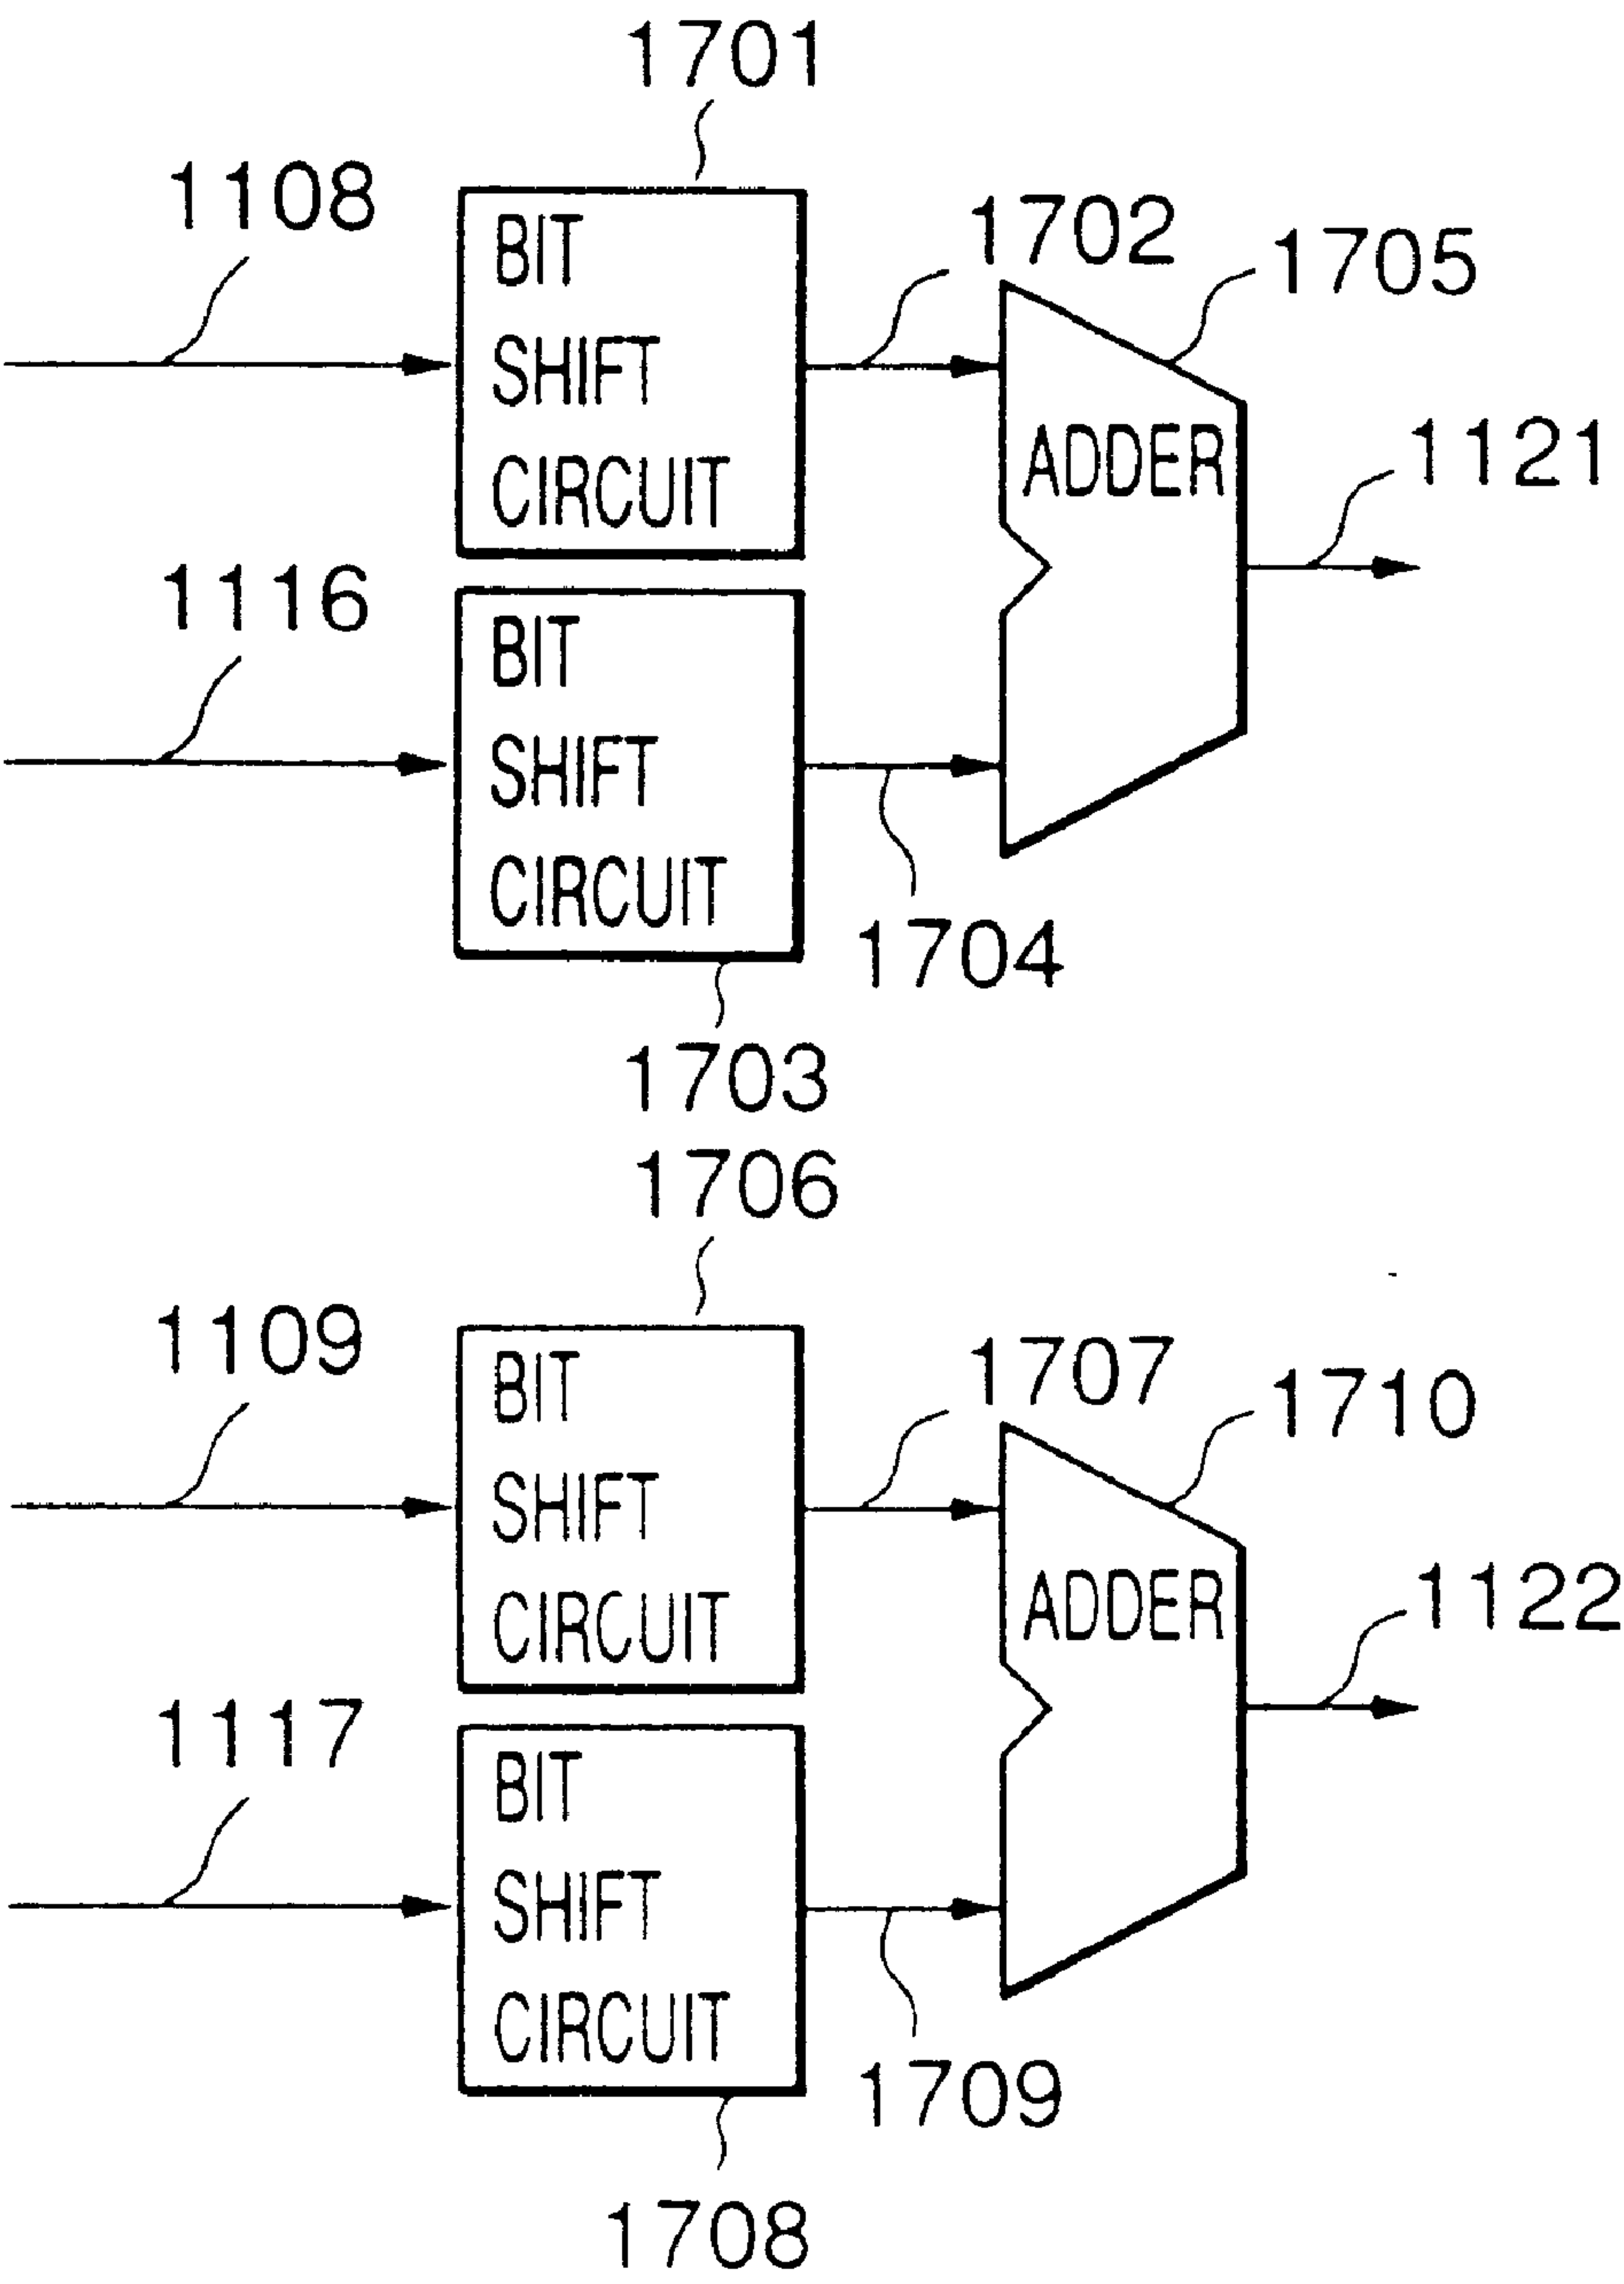 1701
1108
BIT
SHIFT
CIRCUIT
1702
1705
ADDER
1121
1116
BIT
SHIFT
CIRCUIT
1704
1703
1706
1109
BIT
SHIFT
CIRCUIT
1707
1710
ADDER
1122
1117
BIT
SHIFT
CIRCUIT
1709
1708